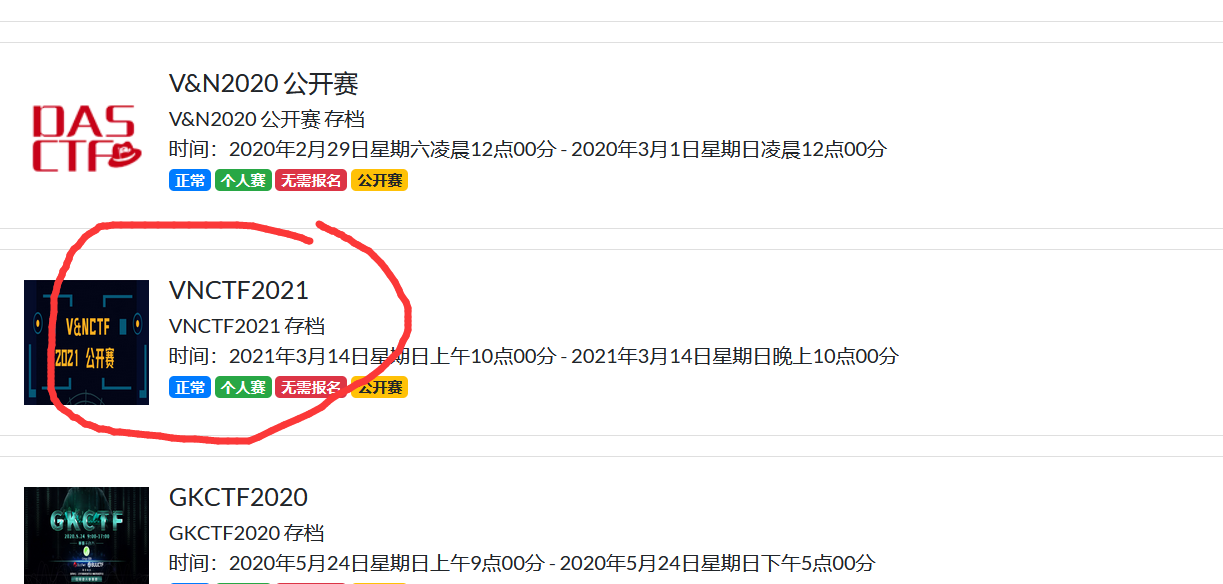 DAS
CTF
V&N2020 公开赛
V&N2020 公开赛 存档
时间：2020年2月29日星期六凌晨12点00分 - 2020年3月1日星期日凌晨12点00分
正常 个人赛 无需报名 公开赛
V&NCTF
2021 公开赛
VNCTF2021
VNCTF2021 存档
时间：2021年3月14日星期日上午10点00分 - 2021年3月14日星期日晚上10点00分
正常 个人赛 无需报名 公开赛
GKCTF
GKCTF2020
GKCTF2020 存档
时间：2020年5月24日星期日上午9点00分 - 2020年5月24日星期日下午5点00分